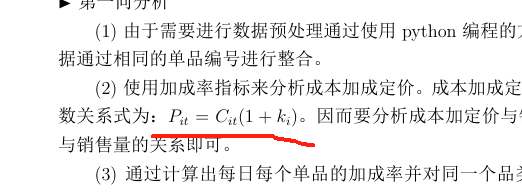 ▶ 第一问分析
(1) 由于需要进行数据预处理通过使用 python 编程的
据通过相同的单品编号进行整合。
(2) 使用加成率指标来分析成本加成定价。成本加成定
数关系式为：P_{it} = C_{it}(1 + k_i)。因而要分析成本加定价与
与销售量的关系即可。
(3) 通过计算出每日每个单品的加成率并对同一个品